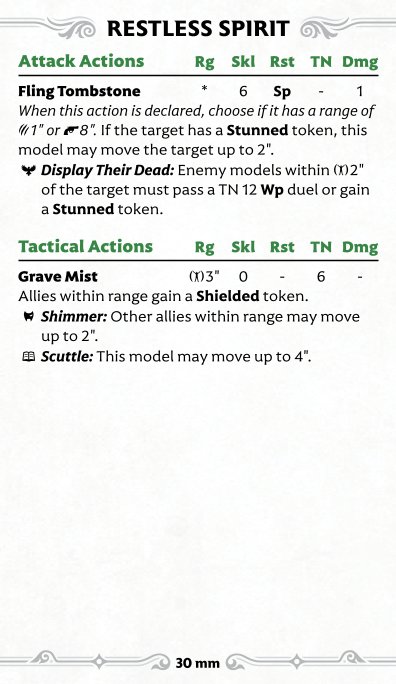 RESTLESS SPIRIT
Attack Actions Rg Skl Rst TN Dmg
Fling Tombstone * 6 Sp - 1
When this action is declared, choose if it has a range of
1" or 8". If the target has a Stunned token, this
model may move the target up to 2".
Display Their Dead: Enemy models within 2"
of the target must pass a TN 12 Wp duel or gain
a Stunned token.
Tactical Actions Rg Skl Rst TN Dmg
Grave Mist 3" 0 - 6 -
Allies within range gain a Shielded token.
Shimmer: Other allies within range may move
up to 2".
Scuttle: This model may move up to 4".
30 mm